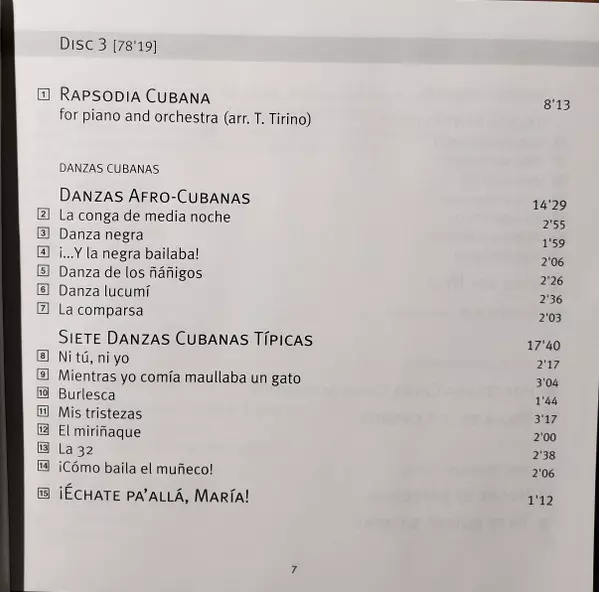 DISC 3 [78'19]
1 RAPSODIA CUBANA 8'13
for piano and orchestra (arr. T. Tirino)
DANZAS CUBANAS
DANZAS AFRO-CUBANAS 14'29
2 La conga de media noche 2'55
3 Danza negra 1'59
4 ¡...Y la negra bailaba! 2'06
5 Danza de los ñáñigos 2'26
6 Danza lucumí 2'36
7 La comparsa 2'03
SIETE DANZAS CUBANAS TÍPICAS 17'40
8 Ni tú, ni yo 2'17
9 Mientras yo comía maullaba un gato 3'04
10 Burlesca 1'44
11 Mis tristezas 3'17
12 El miriñaque 2'00
13 La 32 2'38
14 ¡Cómo baila el muñeco! 2'06
15 ¡ÉCHATE PA'ALLÁ, MARÍA! 1'12
7